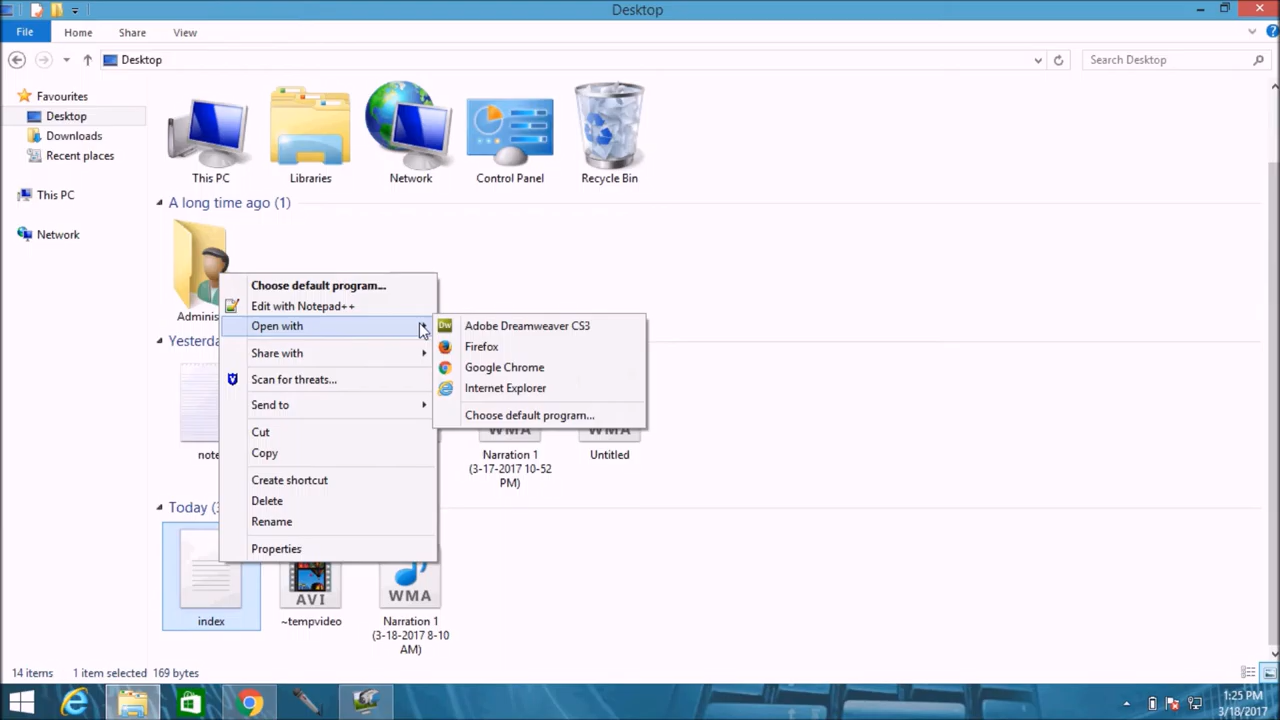 Desktop
File
Home
Share
View
Desktop
Search Desktop
Favourites
Desktop
Downloads
Recent places
This PC
Network
This PC
Libraries
Network
Control Panel
Recycle Bin
A long time ago (1)
Adminis
Choose default program...
Edit with Notepad++
Open with
Share with
Scan for threats...
Send to
Cut
Copy
Create shortcut
Delete
Rename
Properties
Dw
Adobe Dreamweaver CS3
Firefox
Google Chrome
Internet Explorer
Choose default program...
Yesterd
note
WMA
Narration 1
(3-17-2017 10-52
PM)
WMA
Untitled
Today (3
index
AVI
~tempvideo
WMA
Narration 1
(3-18-2017 8-10
AM)
14 items
1 item selected 169 bytes
1:25 PM
3/18/2017